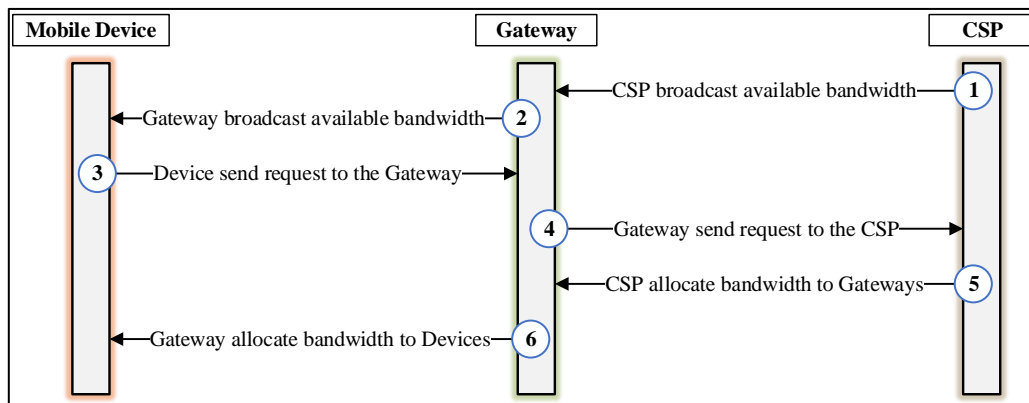 Mobile Device
Gateway
CSP
CSP broadcast available bandwidth
1
Gateway broadcast available bandwidth
2
3
Device send request to the Gateway
4
Gateway send request to the CSP
CSP allocate bandwidth to Gateways
5
Gateway allocate bandwidth to Devices
6